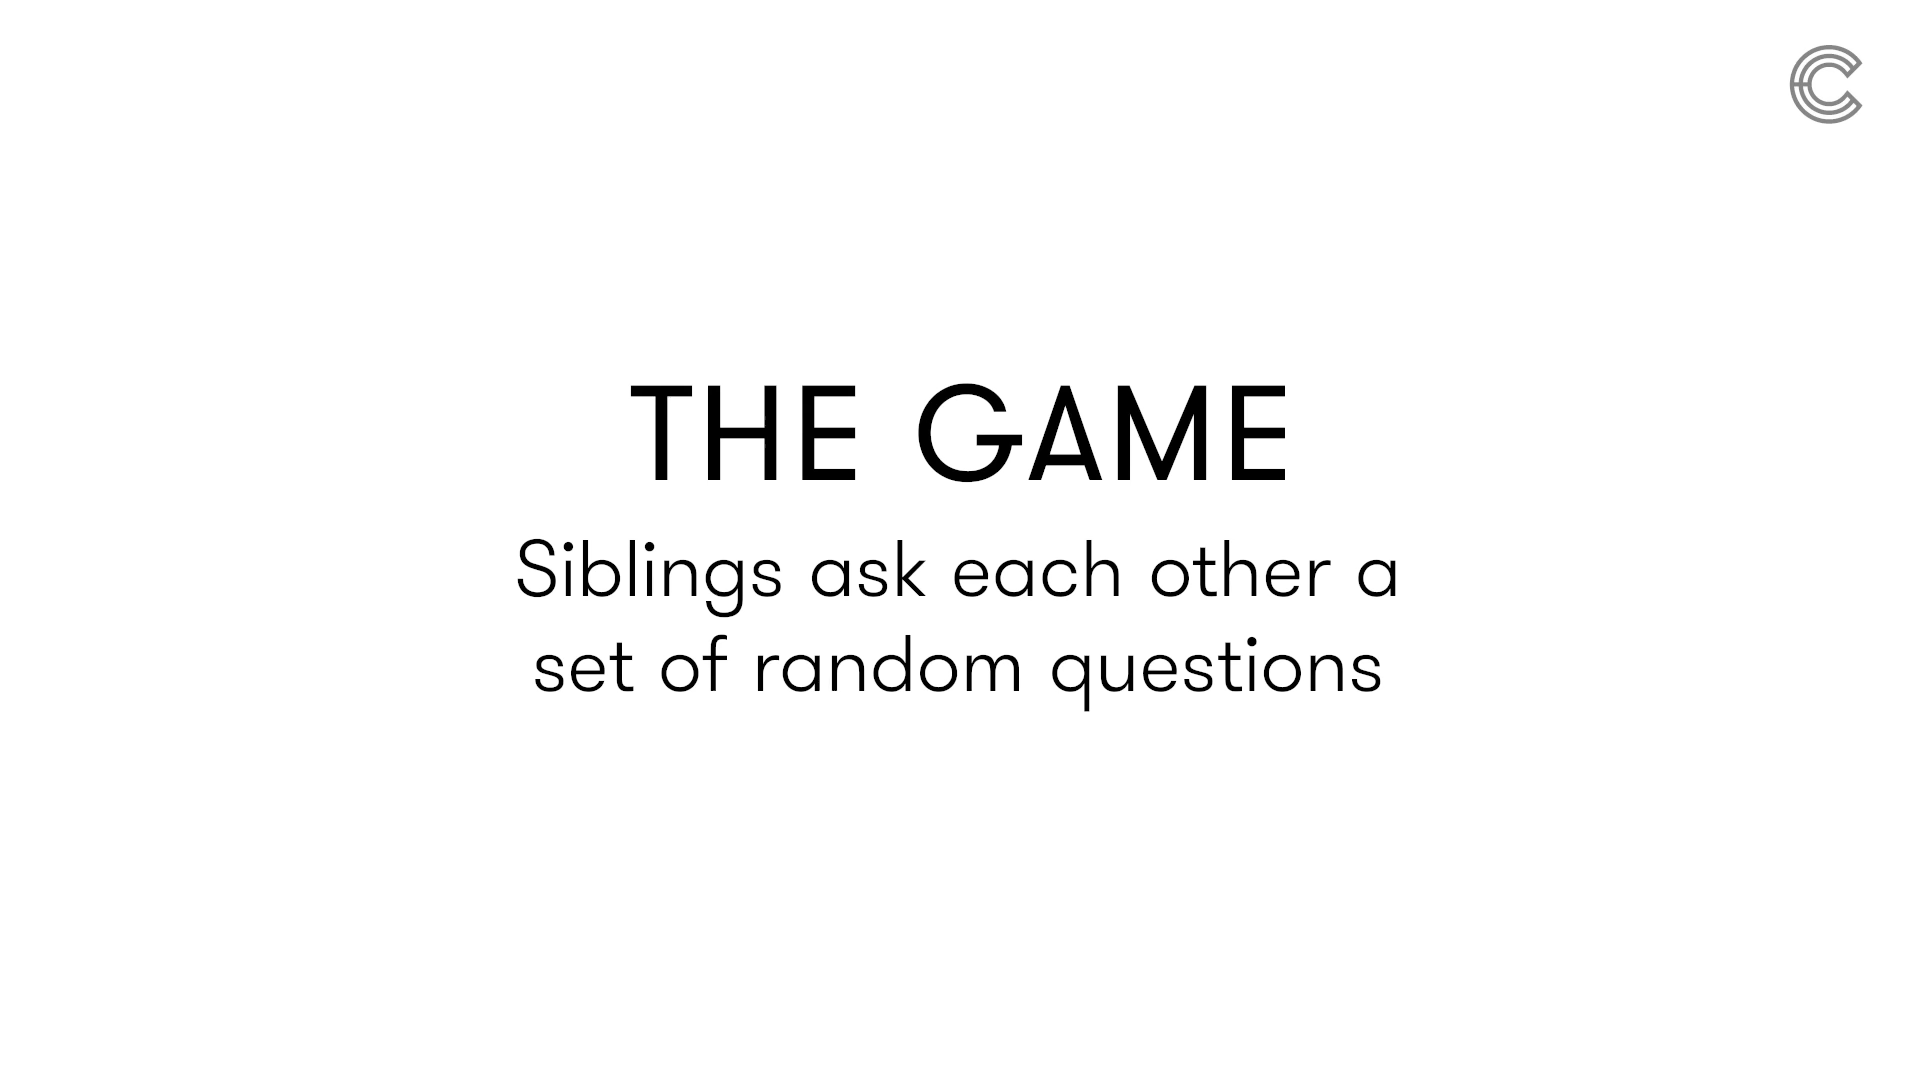 C
THE GAME
Siblings ask each other a
set of random questions